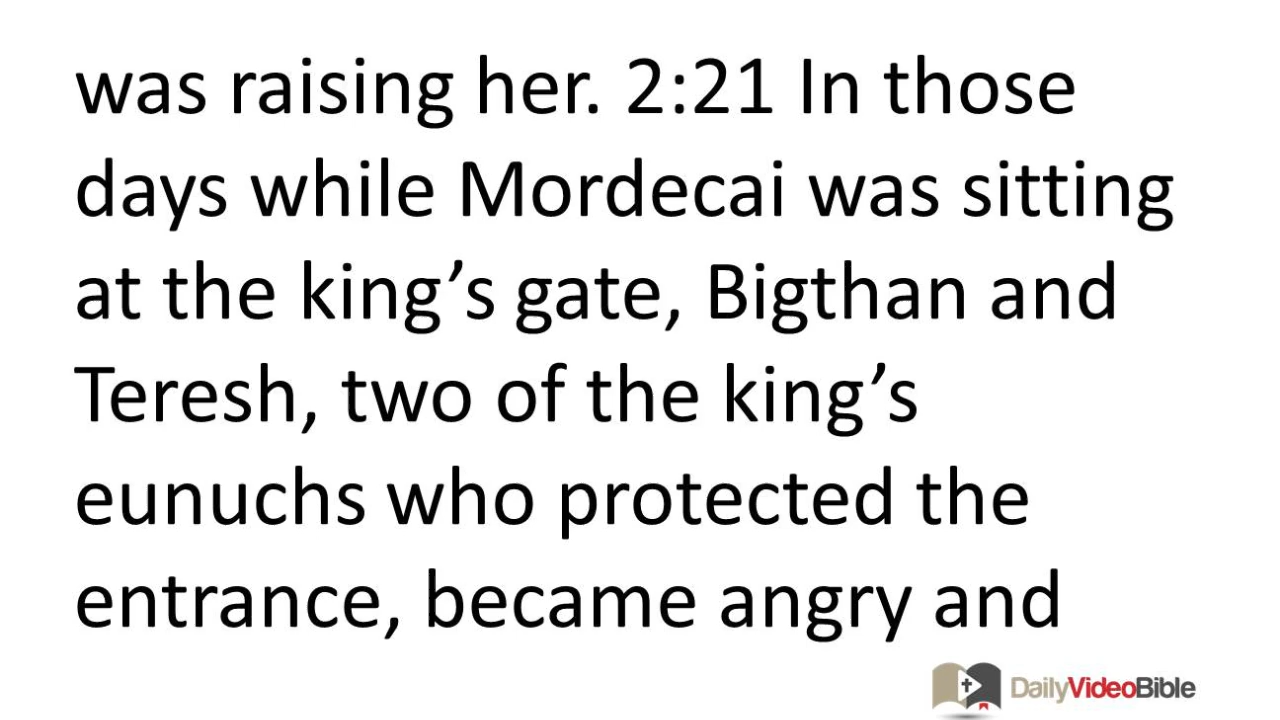 was raising her. 2:21 In those
days while Mordecai was sitting
at the king’s gate, Bigthan and
Teresh, two of the king’s
eunuchs who protected the
entrance, became angry and
DailyVideoBible